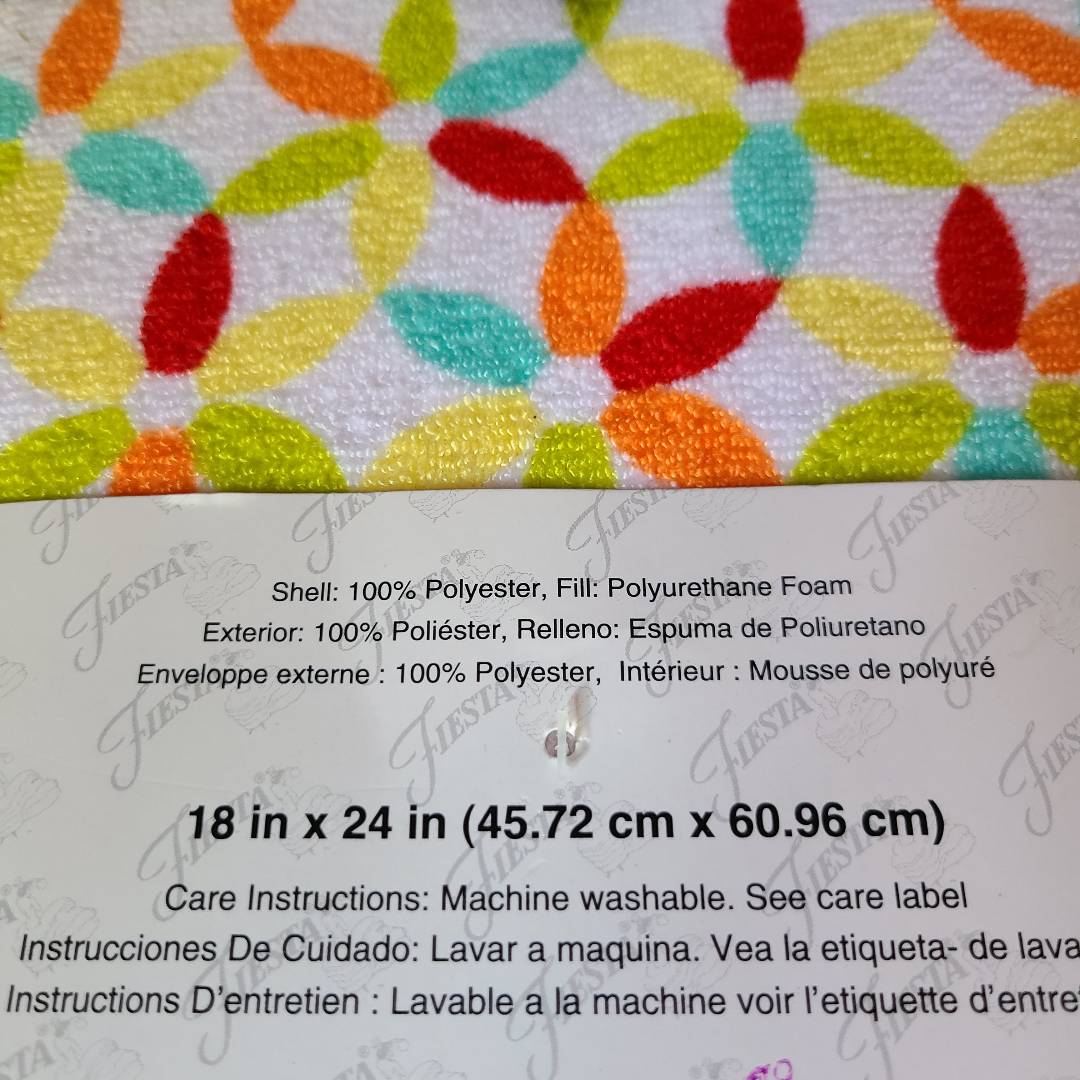 Shell: 100% Polyester, Fill: Polyurethane Foam
Exterior: 100% Poliéster, Relleno: Espuma de Poliuretano
Enveloppe externe : 100% Polyester, Intérieur : Mousse de polyuré
18 in x 24 in (45.72 cm x 60.96 cm)
Care Instructions: Machine washable. See care label
Instrucciones De Cuidado: Lavar a maquina. Vea la etiqueta- de lava
Instructions D'entretien : Lavable a la machine voir l'etiquette d'entre
FIESTA